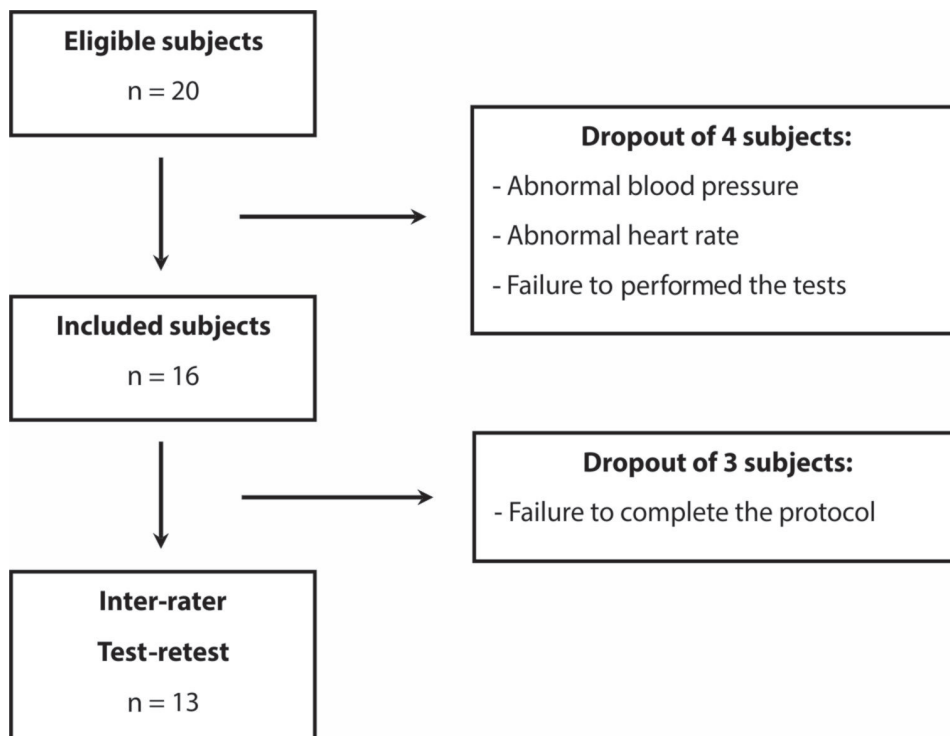 Eligible subjects
n = 20
Dropout of 4 subjects:
- Abnormal blood pressure
- Abnormal heart rate
- Failure to performed the tests
Included subjects
n = 16
Dropout of 3 subjects:
- Failure to complete the protocol
Inter-rater
Test-retest
n = 13